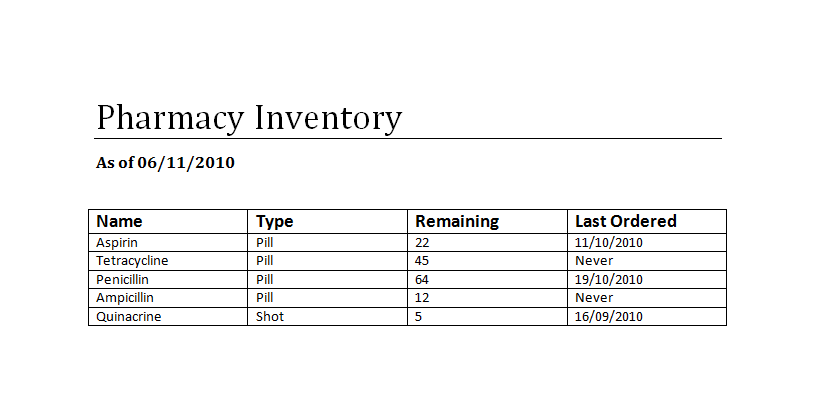 Pharmacy Inventory
As of 06/11/2010
Name Type Remaining Last Ordered
Aspirin Pill 22 11/10/2010
Tetracycline Pill 45 Never
Penicillin Pill 64 19/10/2010
Ampicillin Pill 12 Never
Quinacrine Shot 5 16/09/2010